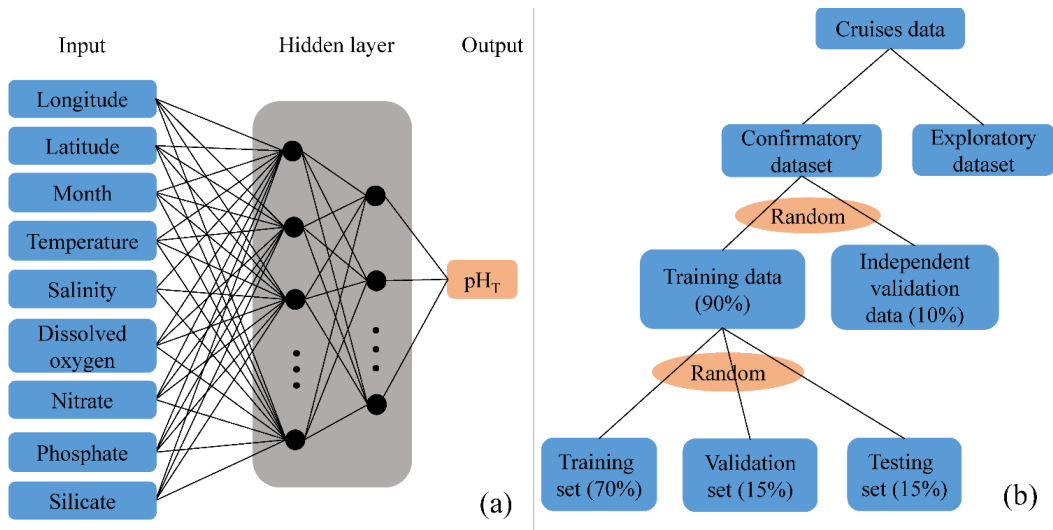 Input
Hidden layer
Output
Longitude
Latitude
Month
Temperature
Salinity
Dissolved
oxygen
Nitrate
Phosphate
Silicate
pH_T
(a)
Cruises data
Confirmatory
dataset
Exploratory
dataset
Random
Training data
(90%)
Independent
validation
data (10%)
Random
Training
set (70%)
Validation
set (15%)
Testing
set (15%)
(b)